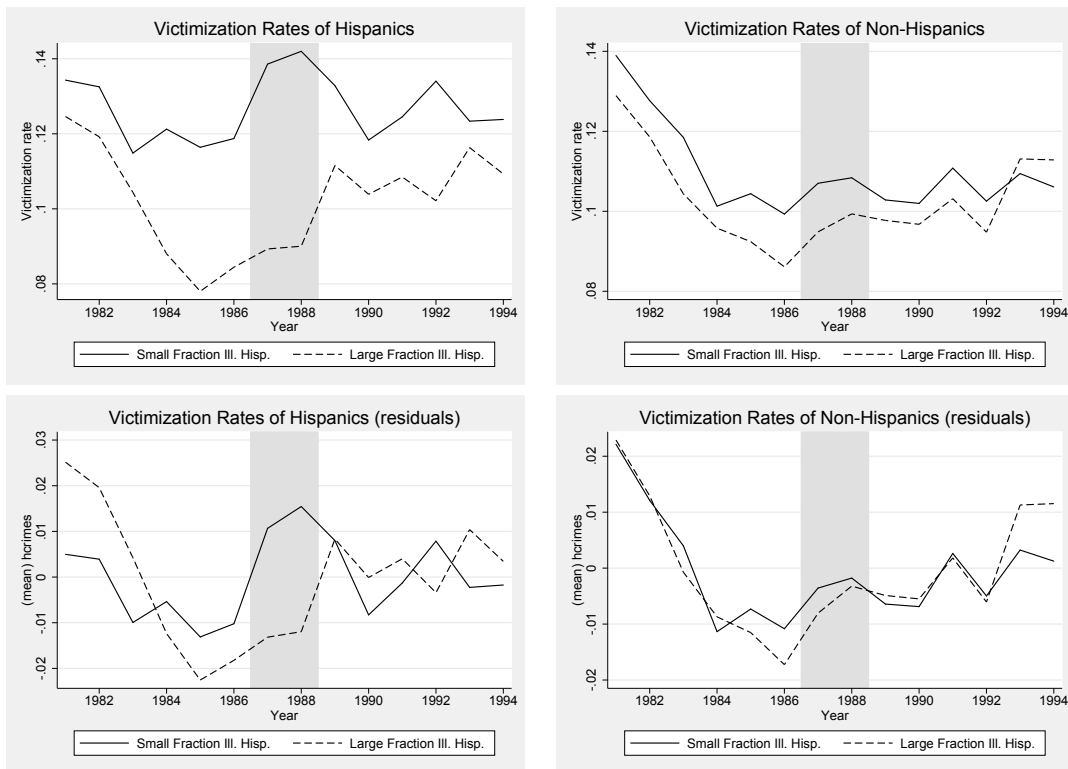 Victimization Rates of Hispanics
Victimization rate
.14
.12
.1
.08
1982 1984 1986 1988 1990 1992 1994
Year
Small Fraction Ill. Hisp. Large Fraction Ill. Hisp.
Victimization Rates of Non-Hispanics
Victimization rate
.14
.12
.1
.08
1982 1984 1986 1988 1990 1992 1994
Year
Small Fraction Ill. Hisp. Large Fraction Ill. Hisp.
Victimization Rates of Hispanics (residuals)
(mean) hcrimes
.03
.02
.01
0
-.01
-.02
1982 1984 1986 1988 1990 1992 1994
Year
Small Fraction Ill. Hisp. Large Fraction Ill. Hisp.
Victimization Rates of Non-Hispanics (residuals)
(mean) hcrimes
.02
.01
0
-.01
-.02
1982 1984 1986 1988 1990 1992 1994
Year
Small Fraction Ill. Hisp. Large Fraction Ill. Hisp.